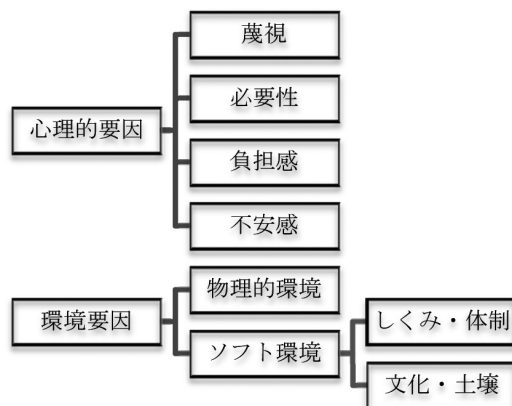 蔑視
必要性
心理的要因
負担感
不安感
物理的環境
環境要因
ソフト環境
しくみ・体制
文化・土壌